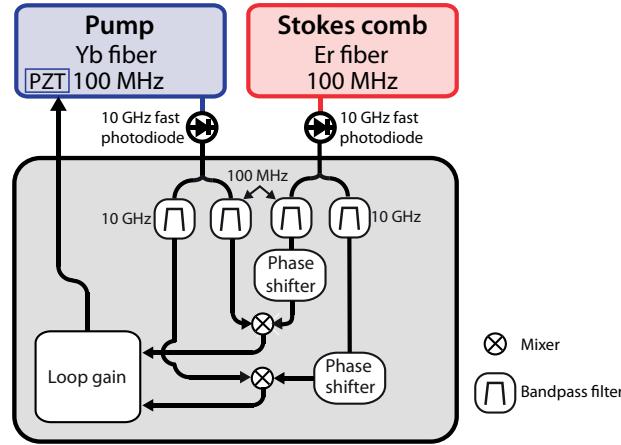 Pump
Yb fiber
PZT 100 MHz
Stokes comb
Er fiber
100 MHz
10 GHz fast
photodiode
10 GHz fast
photodiode
100 MHz
10 GHz
10 GHz
Phase
shifter
Loop gain
Phase
shifter
Mixer
Bandpass filter